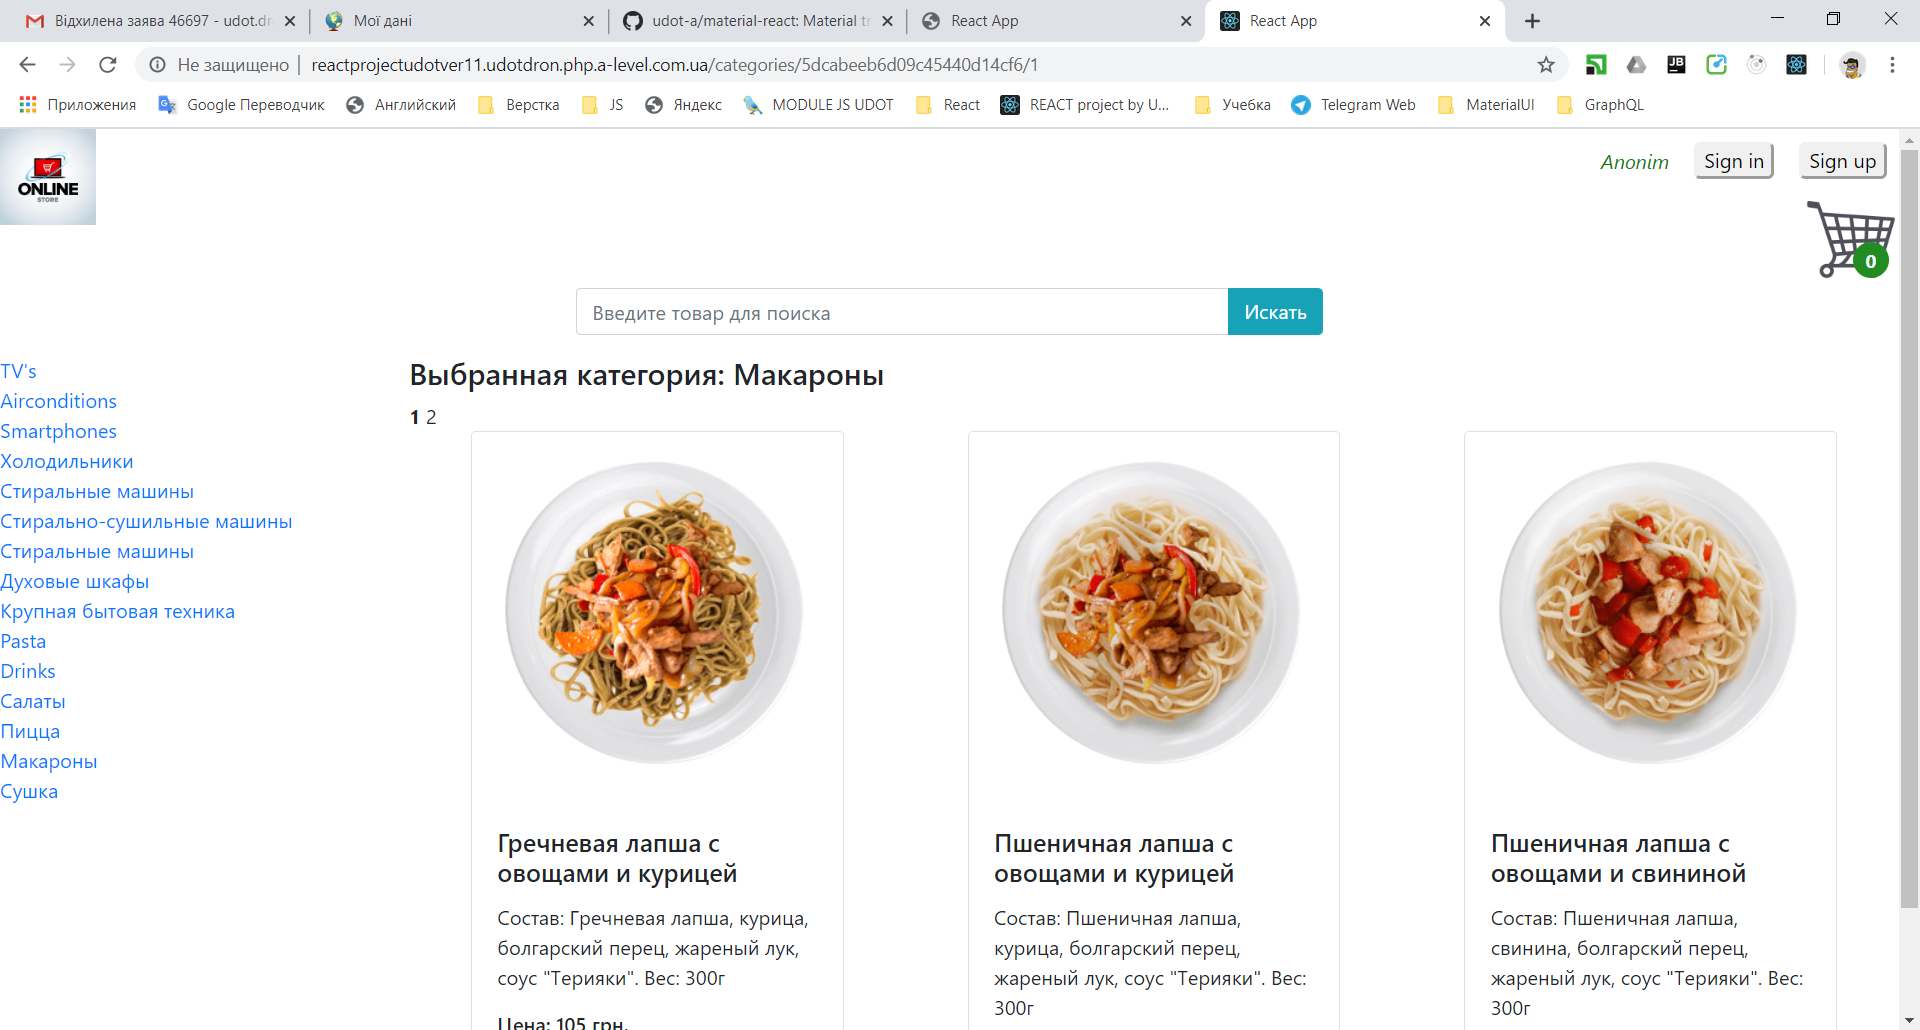 Відхилена заява 46697 - udot.dr
Мої дані
udot-a/material-react: Material tr
React App
React App
Не защищено
reactprojectudotver11.udotdron.php.a-level.com.ua/categories/5dcabeeb6d09c45440d14cf6/1
Приложения
Google Переводчик
Английский
Верстка
JS
Яндекс
MODULE JS UDOT
React
REACT project by U...
Учебка
Telegram Web
MaterialUI
GraphQL
ONLINE
STORE
Anonim
Sign in
Sign up
0
Введите товар для поиска
Искать
TV's
Airconditions
Smartphones
Холодильники
Стиральные машины
Стирально-сушильные машины
Стиральные машины
Духовые шкафы
Крупная бытовая техника
Pasta
Drinks
Салаты
Пицца
Макароны
Сушка
Выбранная категория: Макароны
1 2
Гречневая лапша с
овощами и курицей
Состав: Гречневая лапша, курица,
болгарский перец, жареный лук,
соус "Терияки". Вес: 300г
Цена: 105 грн.
Пшеничная лапша с
овощами и курицей
Состав: Пшеничная лапша,
курица, болгарский перец,
жареный лук, соус "Терияки". Вес:
300г
Пшеничная лапша с
овощами и свининой
Состав: Пшеничная лапша,
свинина, болгарский перец,
жареный лук, соус "Терияки". Вес:
300г